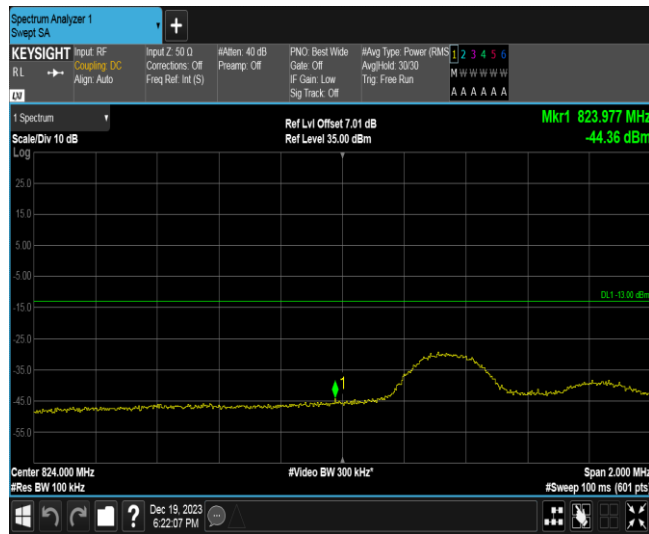 Spectrum Analyzer 1
Swept SA
+
KEYSIGHT
RL
LXI
Input: RF
Coupling: DC
Align: Auto
Input Z: 50 Ω
Corrections: Off
Freq Ref: Int (S)
#Atten: 40 dB
Preamp: Off
PNO: Best Wide
Gate: Off
IF Gain: Low
Sig Track: Off
#Avg Type: Power (RMS
Avg|Hold: 30/30
Trig: Free Run
1 2 3 4 5 6
M W W W W W
A A A A A A
1 Spectrum
Scale/Div 10 dB
Log
Ref Lvl Offset 7.01 dB
Ref Level 35.00 dBm
Mkr1 823.977 MHz
-44.36 dBm
25.0
15.0
5.00
-5.00
DL1 -13.00 dBm
-15.0
-25.0
-35.0
1
-45.0
-55.0
Center 824.000 MHz
#Res BW 100 kHz
#Video BW 300 kHz*
Span 2.000 MHz
#Sweep 100 ms (601 pts)
?
Dec 19, 2023
6:22:07 PM